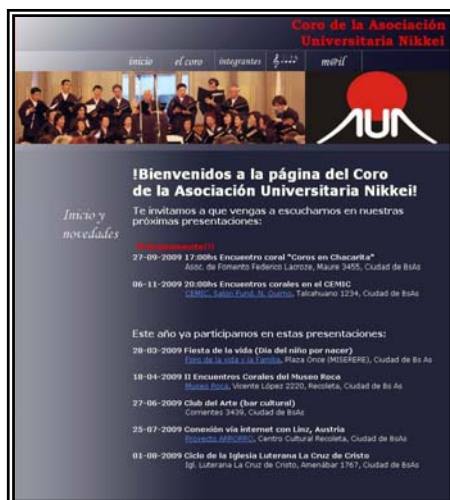 Coro de la Asociación
Universitaria Nikkei
inicio el coro integrantes m@il
AUN
!Bienvenidos a la página del Coro
de la Asociación Universitaria Nikkei!
Inicio y
novedades
Te invitamos a que vengas a escucharnos en nuestras
próximas presentaciones:
27-09-2009 17:00hs Encuentro coral "Coros en Chacarita"
Asoc. de Fomento Federico Lacroze, Maure 3455, Ciudad de BsAs
06-11-2009 20:00hs Encuentros corales en el CEMIC
CEMIC, Salón Fund. N. Quirno, Talcahuano 1234, Ciudad de BsAs
Este año ya participamos en estas presentaciones:
28-03-2009 Fiesta de la vida (Día del niño por nacer)
Foro de la vida y la Familia, Plaza Once (MISERERE), Ciudad de Bs As
18-04-2009 II Encuentros Corales del Museo Roca
Museo Roca, Vicente López 2220, Recoleta, Ciudad de BsAs
27-06-2009 Club del Arte (bar cultural)
Corrientes 3439, Ciudad de BsAs
25-07-2009 Conexión vía internet con Linz, Austria
Proyecto ARRORRO, Centro Cultural Recoleta, Ciudad de BsAs
01-08-2009 Ciclo de la Iglesia Luterana La Cruz de Cristo
Igl. Luterana La Cruz de Cristo, Amenábar 1767, Ciudad de BsAs